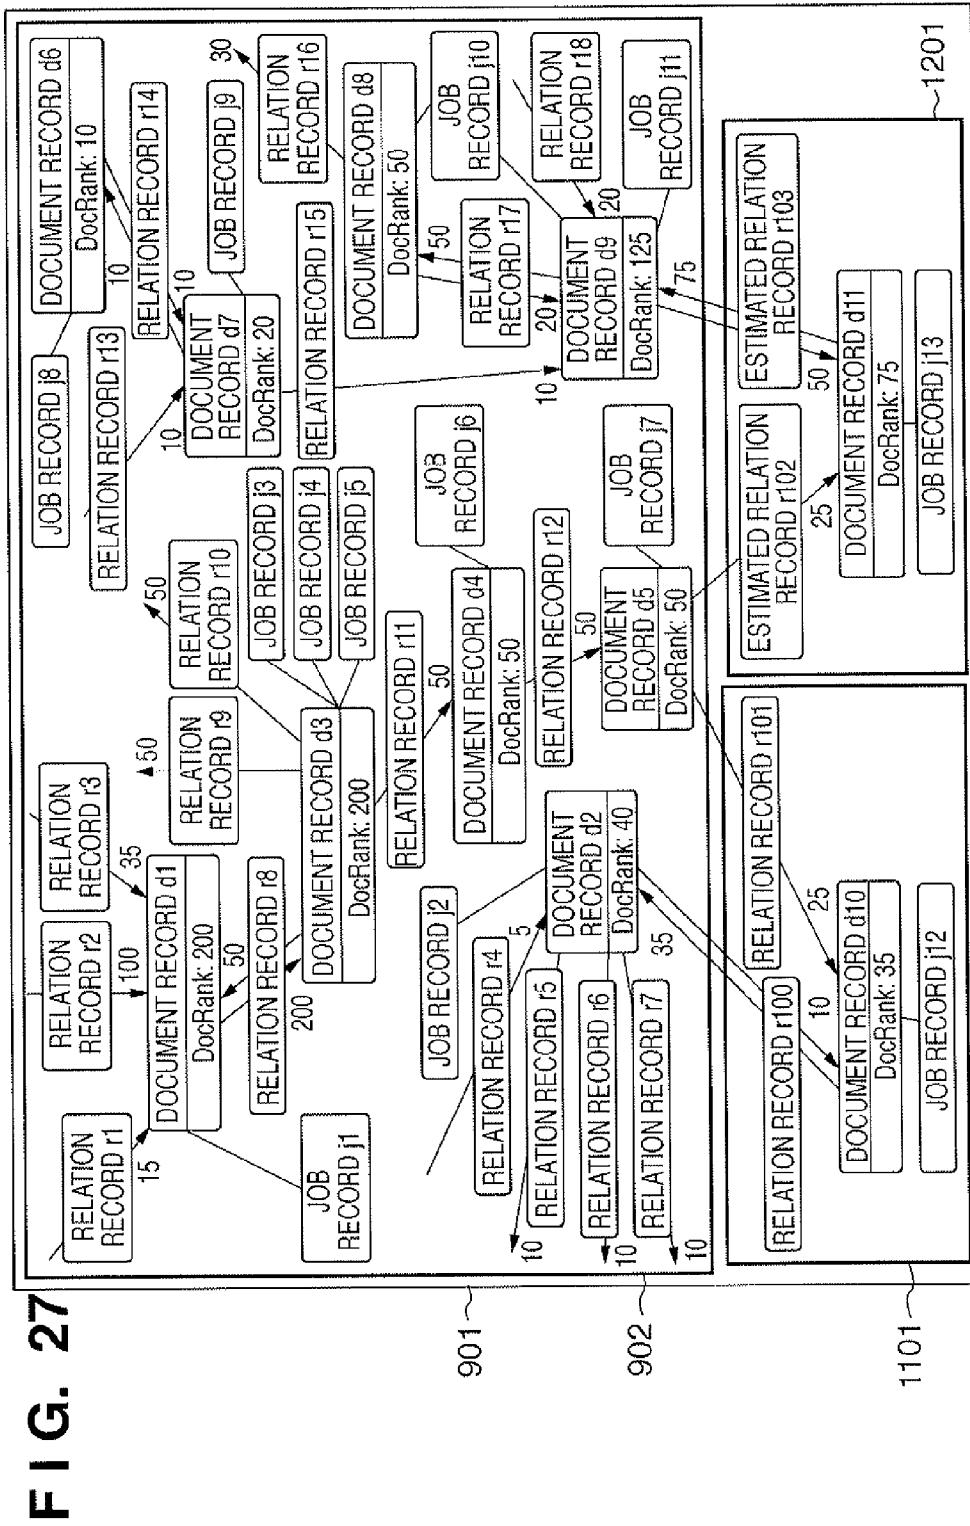 FIG. 27
RELATION
RECORD r1
15
RELATION
RECORD r2
100
RELATION
RECORD r3
35
DOCUMENT RECORD d1
DocRank: 200
50
RELATION RECORD r8
200
JOB
RECORD j1
RELATION
RECORD r9
50
RELATION
RECORD r10
50
DOCUMENT RECORD d3
DocRank: 200
JOB RECORD j3
JOB RECORD j4
JOB RECORD j5
RELATION RECORD r11
50
DOCUMENT RECORD d4
DocRank: 50
JOB
RECORD j6
RELATION RECORD r12
50
DOCUMENT
RECORD d5
DocRank: 50
JOB
RECORD j7
JOB RECORD j2
RELATION RECORD r4
5
RELATION RECORD r5
10
RELATION RECORD r6
10
RELATION RECORD r7
10
DOCUMENT
RECORD d2
DocRank: 40
35
JOB RECORD j8
DOCUMENT RECORD d6
DocRank: 10
10
RELATION RECORD r13
10
RELATION RECORD r14
10
DOCUMENT
RECORD d7
DocRank: 20
JOB RECORD j9
RELATION RECORD r15
10
30
RELATION
RECORD r16
DOCUMENT RECORD d8
DocRank: 50
50
JOB
RECORD j10
RELATION
RECORD r17
20
RELATION
RECORD r18
20
DOCUMENT
RECORD d9
DocRank: 125
JOB
RECORD j11
75
901
902
RELATION RECORD r100
10
RELATION RECORD r101
25
DOCUMENT RECORD d10
DocRank: 35
JOB RECORD j12
1101
ESTIMATED RELATION
RECORD r102
25
ESTIMATED RELATION
RECORD r103
50
DOCUMENT RECORD d11
DocRank: 75
JOB RECORD j13
1201